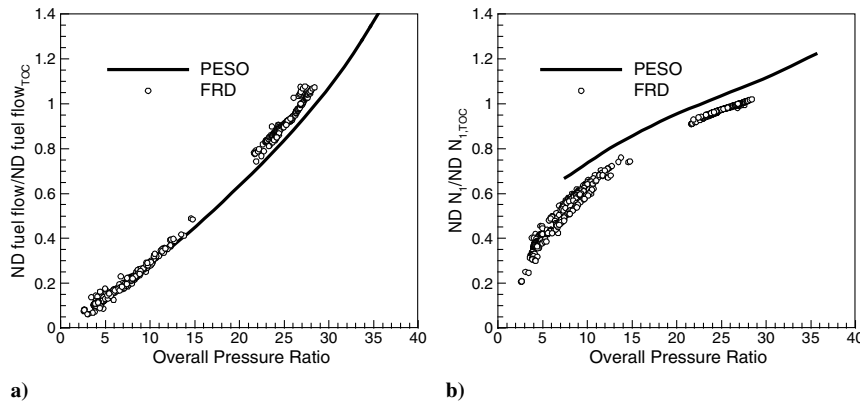 1.4
1.2
1
0.8
0.6
0.4
0.2
0
0 5 10 15 20 25 30 35 40
ND fuel flow/ND fuel flow_TOC
Overall Pressure Ratio
PESO
FRD
a)
1.4
1.2
1
0.8
0.6
0.4
0.2
0
0 5 10 15 20 25 30 35 40
ND N_1/ND N_1,TOC
Overall Pressure Ratio
PESO
FRD
b)